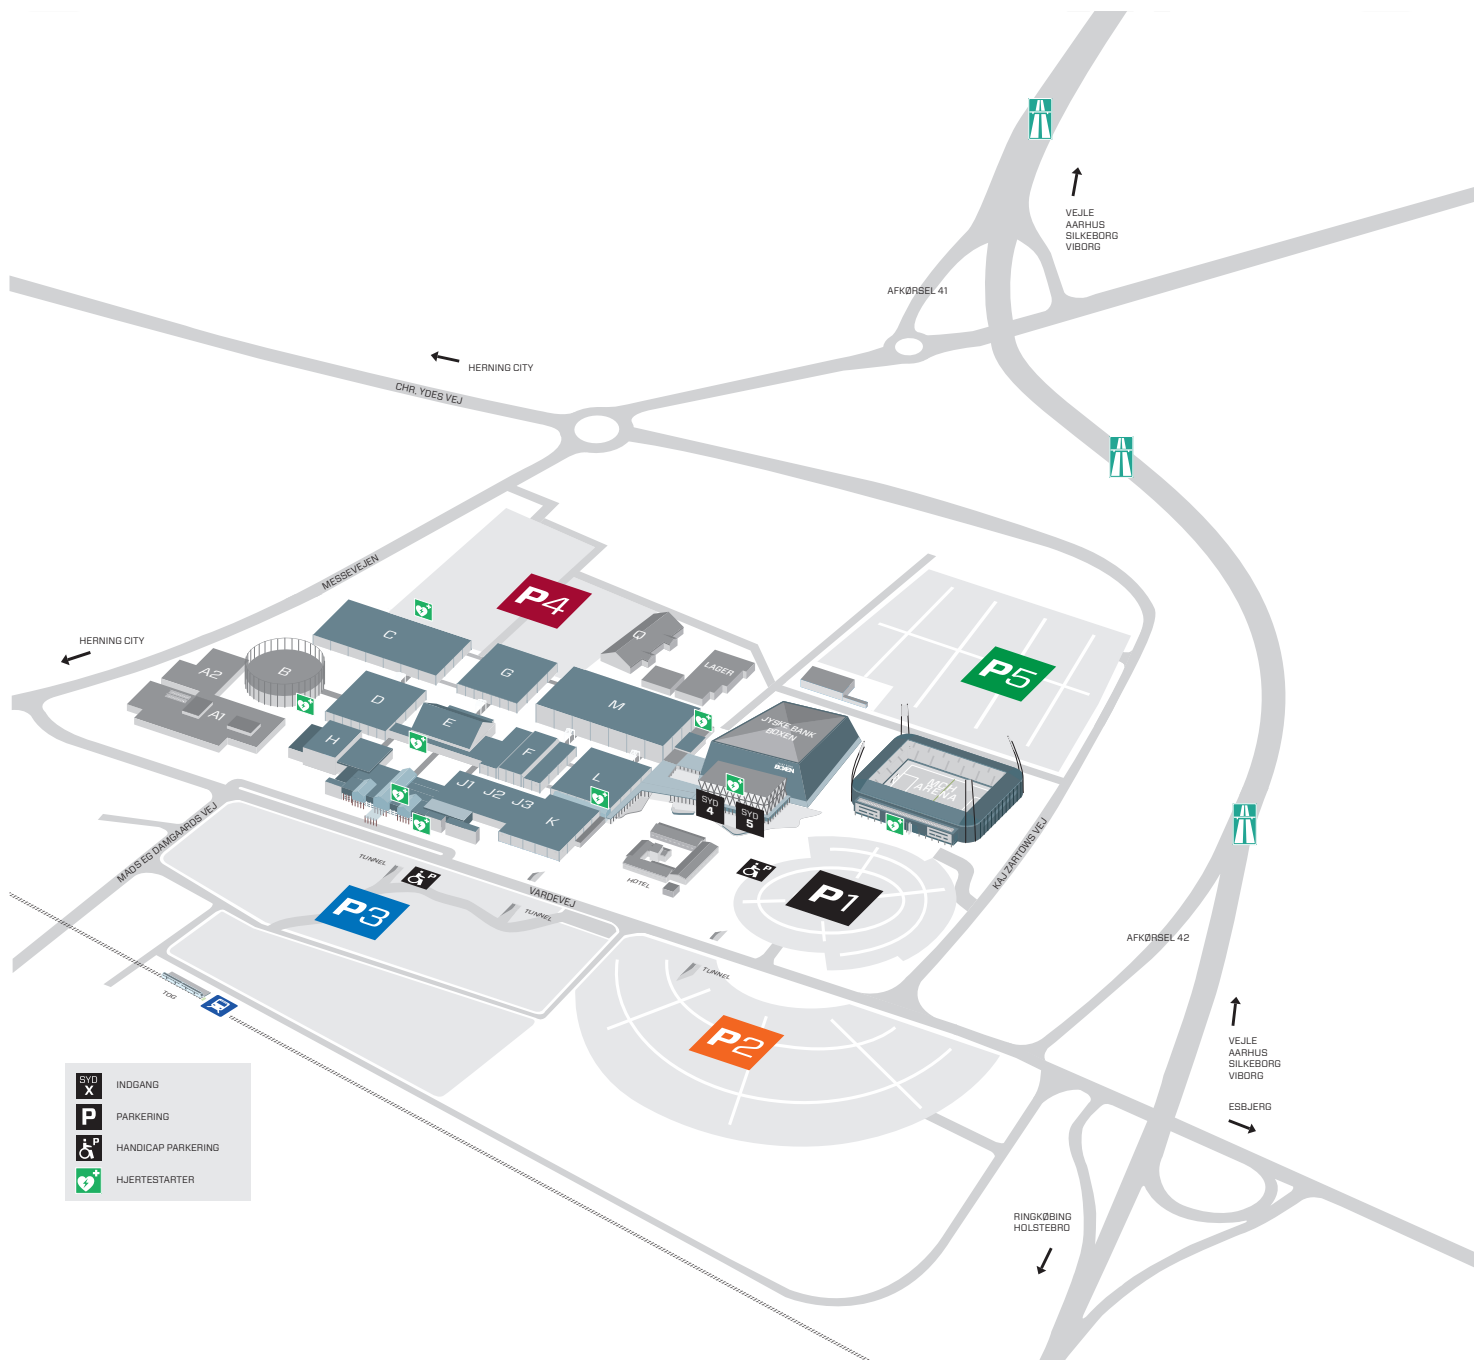 VEJLE
AARHUS
SILKEBORG
VIBORG
AFKØRSEL 41
HERNING CITY
CHR. YDES VEJ
MESSEVEJEN
HERNING CITY
P4
P5
C
Q
G
LAGER
A2
B
A1
D
M
E
H
F
JYSKE BANK
BOXEN
BOXEN
L
MCH
ARENA
J1
J2
J3
K
SYD
4
SYD
5
MADS EG DAMGAARDS VEJ
KAJ ZARTOWS VEJ
TUNNEL
HOTEL
P
VARDEVEJ
P
P1
P3
TUNNEL
AFKØRSEL 42
TUNNEL
TOG
P2
VEJLE
AARHUS
SILKEBORG
VIBORG
ESBJERG
SYD
X
INDGANG
P
PARKERING
P
HANDICAP PARKERING
HJERTESTARTER
RINGKØBING
HOLSTEBRO